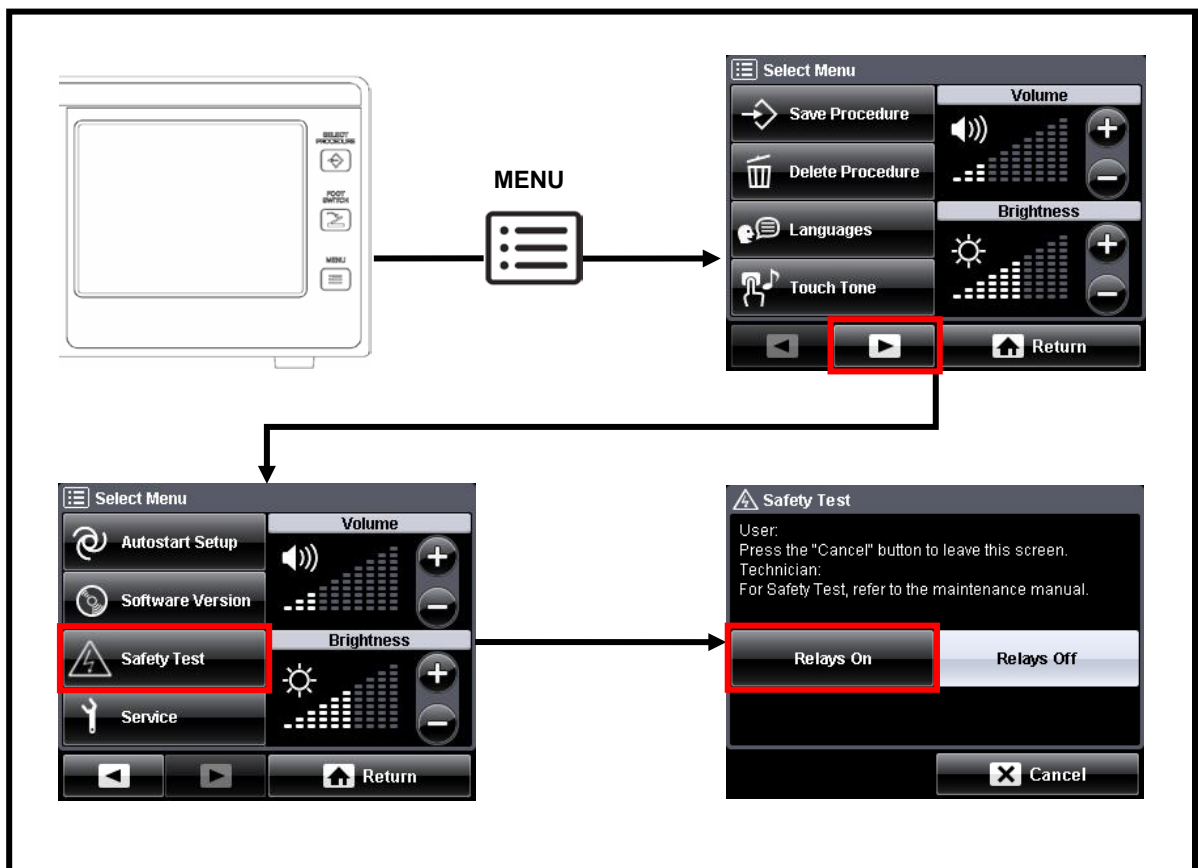 SELECT
PROCEDURE
FOOT
SWITCH
MENU
MENU
Select Menu
Save Procedure
Delete Procedure
Languages
Touch Tone
Volume
Brightness
Return
Select Menu
Autostart Setup
Software Version
Safety Test
Service
Volume
Brightness
Return
Safety Test
User:
Press the "Cancel" button to leave this screen.
Technician:
For Safety Test, refer to the maintenance manual.
Relays On
Relays Off
Cancel